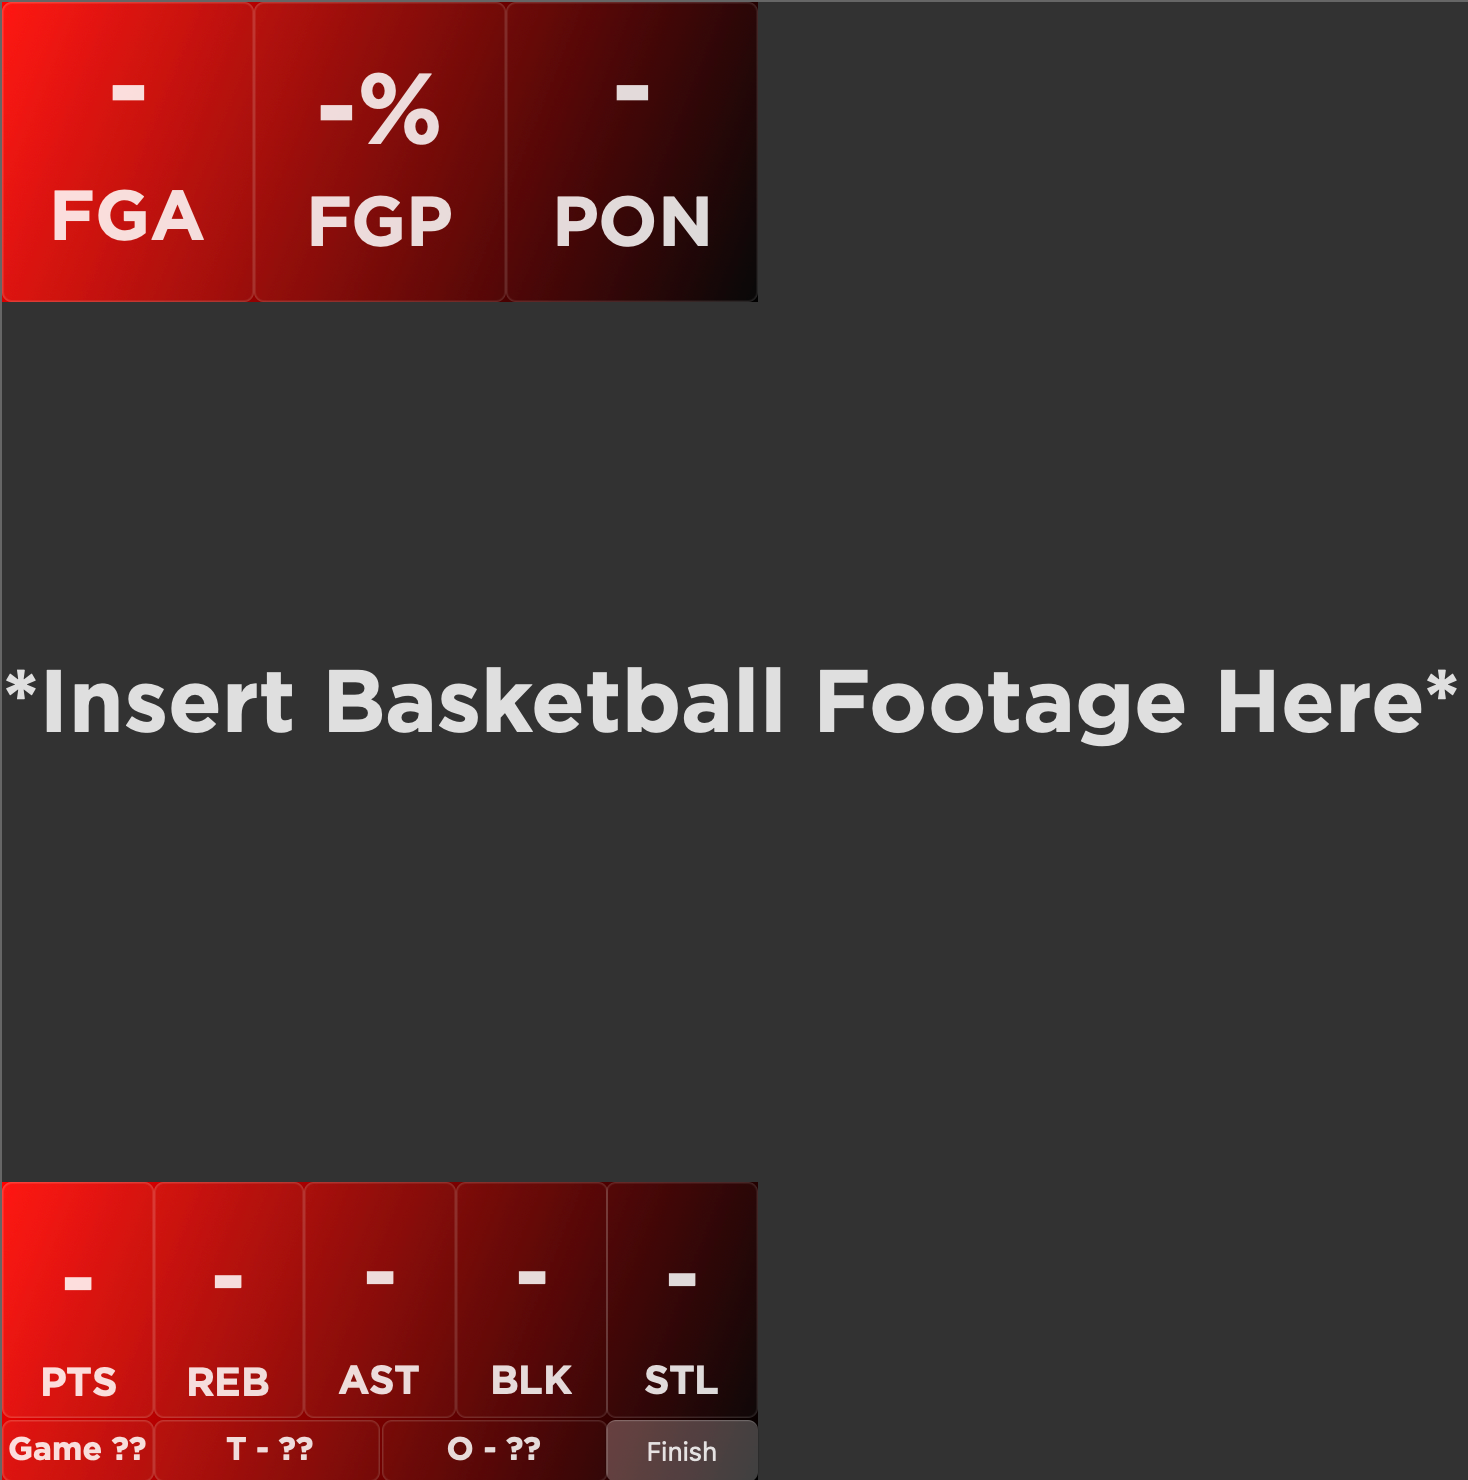 - -% -
FGA FGP PON
*Insert Basketball Footage Here*
- - - - -
PTS REB AST BLK STL
Game ?? T - ?? O - ?? Finish